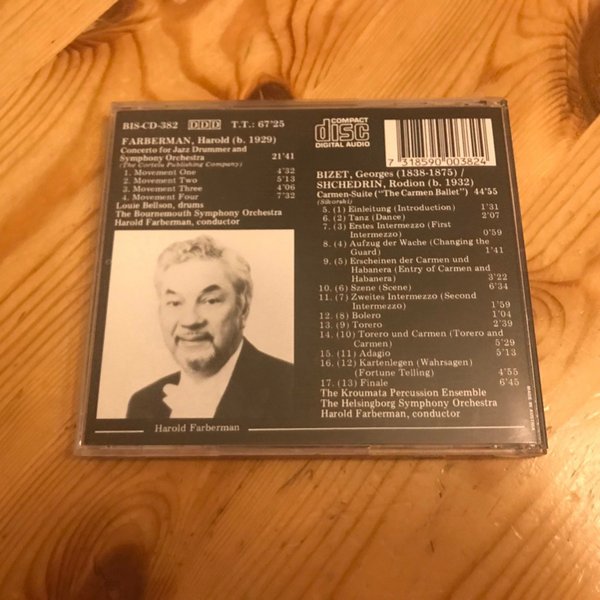 BIS-CD-382 DDD T.T.: 67'25
FARBERMAN, Harold (b. 1929)
Concerto for Jazz Drummer and
Symphony Orchestra 21'41
(The Cortelu Publishing Company)
1. Movement One 4'32
2. Movement Two 5'13
3. Movement Three 4'06
4. Movement Four 7'32
Louie Bellson, drums
The Bournemouth Symphony Orchestra
Harold Farberman, conductor
Harold Farberman
COMPACT
disc
DIGITAL AUDIO
7 318590 003824
BIZET, Georges (1838-1875) /
SHCHEDRIN, Rodion (b. 1932)
Carmen-Suite ("The Carmen Ballet") 44'55
(Sikorski)
5. (1) Einleitung (Introduction) 1'31
6. (2) Tanz (Dance) 2'07
7. (3) Erstes Intermezzo (First
Intermezzo) 0'59
8. (4) Aufzug der Wache (Changing the
Guard) 1'41
9. (5) Erscheinen der Carmen und
Habanera (Entry of Carmen and
Habanera) 3'22
10. (6) Szene (Scene) 6'34
11. (7) Zweites Intermezzo (Second
Intermezzo) 1'59
12. (8) Bolero 1'04
13. (9) Torero 2'39
14. (10) Torero und Carmen (Torero and
Carmen) 5'29
15. (11) Adagio 5'13
16. (12) Kartenlegen (Wahrsagen)
(Fortune Telling) 4'55
17. (13) Finale 6'45
The Kroumata Percussion Ensemble
The Helsingborg Symphony Orchestra
Harold Farberman, conductor